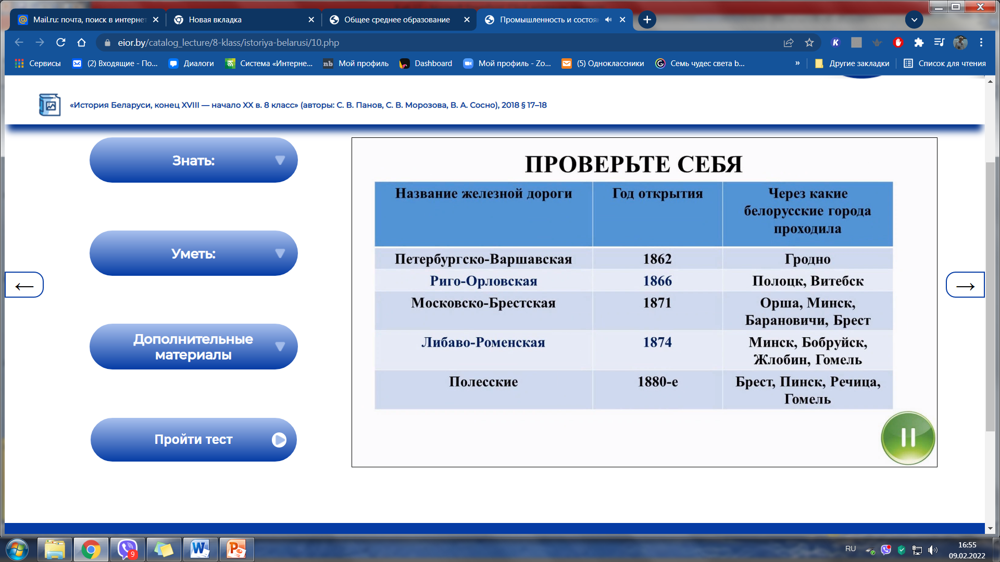 Mail.ru: почта, поиск в интернет
Новая вкладка
Общее среднее образование
Промышленность и состоян
eior.by/catalog_lecture/8-klass/istoriya-belarusi/10.php
Сервисы
(2) Входящие - По...
Диалоги
Система «Интерне...
nb Мой профиль
Dashboard
Мой профиль - Zo...
(5) Одноклассники
Семь чудес света b...
»
Другие закладки
Список для чтения
«История Беларуси, конец XVIII — начало XX в. 8 класс» (авторы: С. В. Панов, С. В. Морозова, В. А. Сосно), 2018 § 17–18
Знать:
Уметь:
Дополнительные
материалы
Пройти тест
ПРОВЕРЬТЕ СЕБЯ
Название железной дороги
Год открытия
Через какие
белорусские города
проходила
Петербургско-Варшавская
1862
Гродно
Риго-Орловская
1866
Полоцк, Витебск
Московско-Брестская
1871
Орша, Минск,
Барановичи, Брест
Либаво-Роменская
1874
Минск, Бобруйск,
Жлобин, Гомель
Полесские
1880-е
Брест, Пинск, Речица,
Гомель
9
RU
16:55
09.02.2022